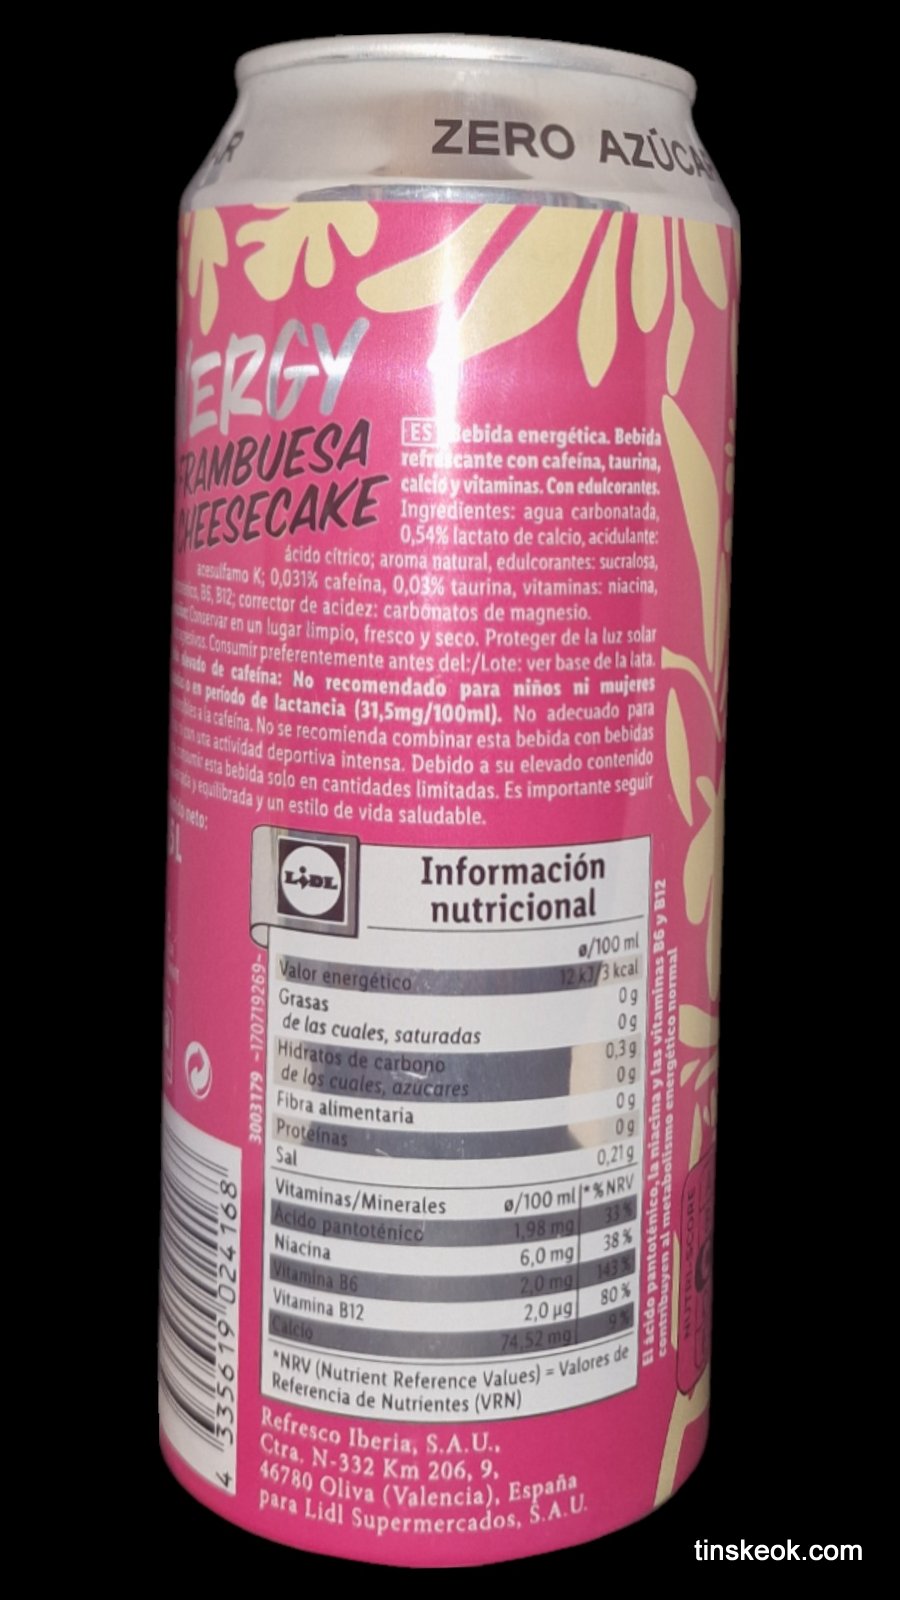 ZERO AZÚCAR
ERGY
FRAMBUESA
CHEESECAKE
ES Bebida energética. Bebida
refrescante con cafeína, taurina,
calcio y vitaminas. Con edulcorantes.
Ingredientes: agua carbonatada,
0,54% lactato de calcio, acidulante:
ácido cítrico; aroma natural, edulcorantes: sucralosa,
acesulfamo K; 0,031% cafeína, 0,03% taurina, vitaminas: niacina,
B6, B12; corrector de acidez: carbonatos de magnesio.
Conservar en un lugar limpio, fresco y seco. Proteger de la luz solar
Consumir preferentemente antes del:/Lote: ver base de la lata.
elevado de cafeína: No recomendado para niños ni mujeres
o en período de lactancia (31,5mg/100ml). No adecuado para
a la cafeína. No se recomienda combinar esta bebida con bebidas
con una actividad deportiva intensa. Debido a su elevado contenido
esta bebida solo en cantidades limitadas. Es importante seguir
y equilibrada y un estilo de vida saludable.
neto:
L
LIDL
Información
nutricional
ø/100 ml
Valor energético 12 kJ/3 kcal
Grasas 0 g
de las cuales, saturadas 0 g
Hidratos de carbono 0,3 g
de los cuales, azúcares 0 g
Fibra alimentaria 0 g
Proteínas 0 g
Sal 0,21 g
Vitaminas/Minerales ø/100 ml *%NRV
Ácido pantoténico 1,98 mg 33%
Niacina 6,0 mg 38%
Vitamina B6 2,0 mg 143%
Vitamina B12 2,0 µg 80%
Calcio 74,52 mg 9%
*NRV (Nutrient Reference Values) = Valores de
Referencia de Nutrientes (VRN)
El ácido pantoténico, la niacina y las vitaminas B6 y B12
contribuyen al metabolismo energético normal
3003179 -170719269-
NUTRI-SCORE
4 335619 024168
Refresco Iberia, S.A.U.,
Ctra. N-332 Km 206, 9,
46780 Oliva (Valencia), España
para Lidl Supermercados, S.A.U.
tinskeok.com